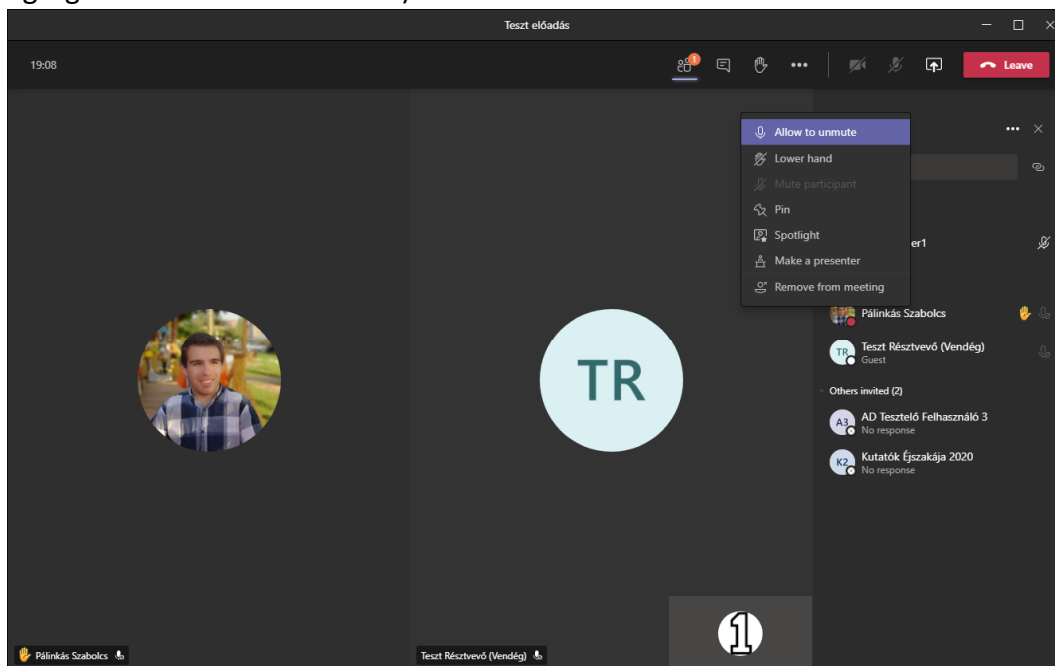 Teszt előadás
19:08
1
Leave
Allow to unmute
Lower hand
Mute participant
Pin
Spotlight
Make a presenter
Remove from meeting
er1
Pálinkás Szabolcs
TR
Teszt Résztvevő (Vendég)
Guest
Others invited (2)
A3
AD Tesztelő Felhasználó 3
No response
K2
Kutatók Éjszakája 2020
No response
TR
1
Pálinkás Szabolcs
Teszt Résztvevő (Vendég)